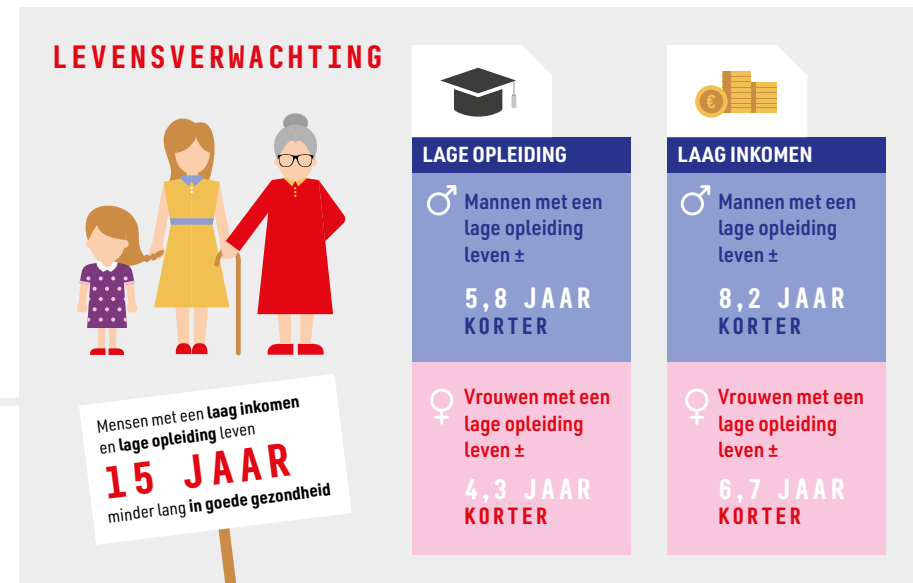 LEVENSVERWACHTING
Mensen met een laag inkomen
en lage opleiding leven
15 JAAR
minder lang in goede gezondheid
LAGE OPLEIDING
Mannen met een
lage opleiding
leven ±
5,8 JAAR
KORTER
Vrouwen met een
lage opleiding
leven ±
4,3 JAAR
KORTER
€
LAAG INKOMEN
Mannen met een
lage opleiding
leven ±
8,2 JAAR
KORTER
Vrouwen met een
lage opleiding
leven ±
6,7 JAAR
KORTER